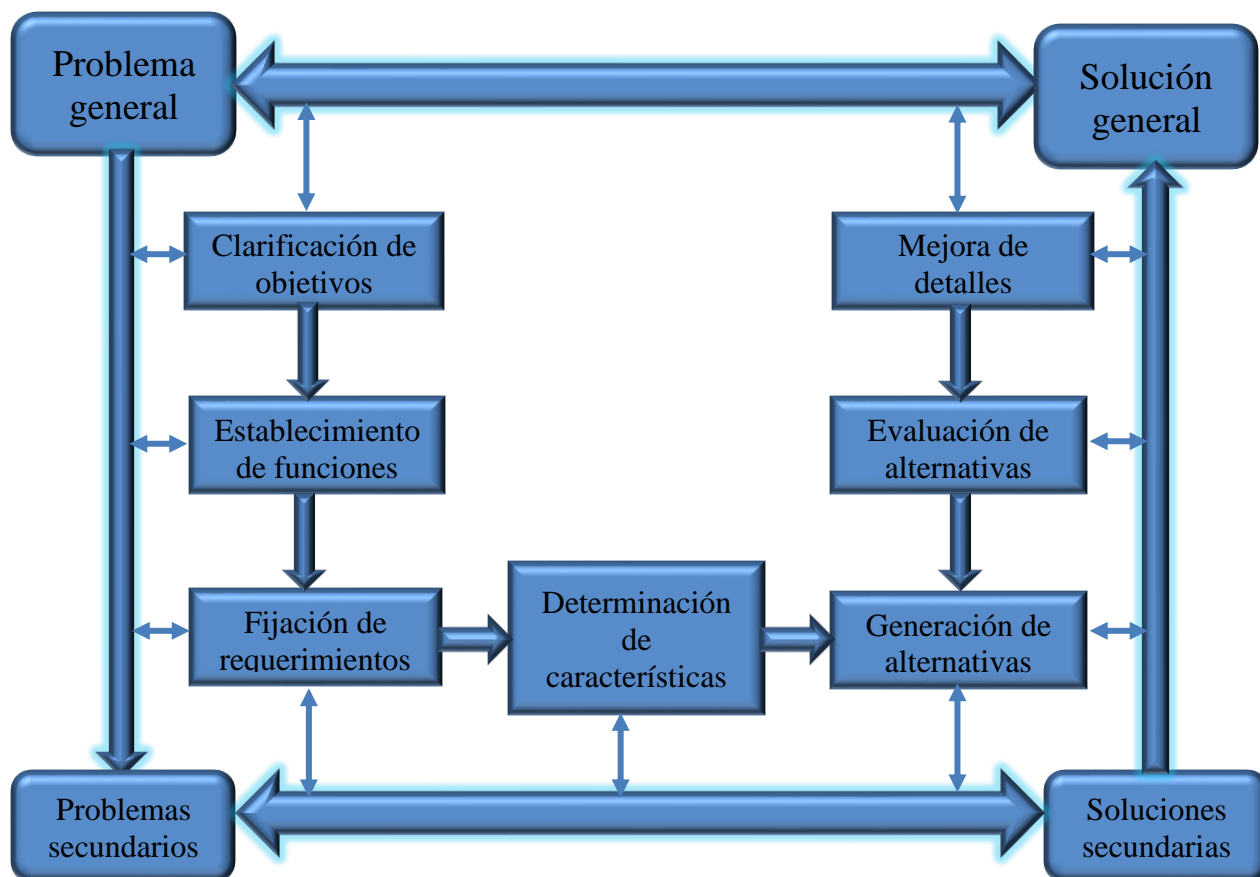 Problema
general
Solución
general
Clarificación de
objetivos
Mejora de
detalles
Establecimiento
de funciones
Evaluación de
alternativas
Fijación de
requerimientos
Determinación
de
características
Generación de
alternativas
Problemas
secundarios
Soluciones
secundarias